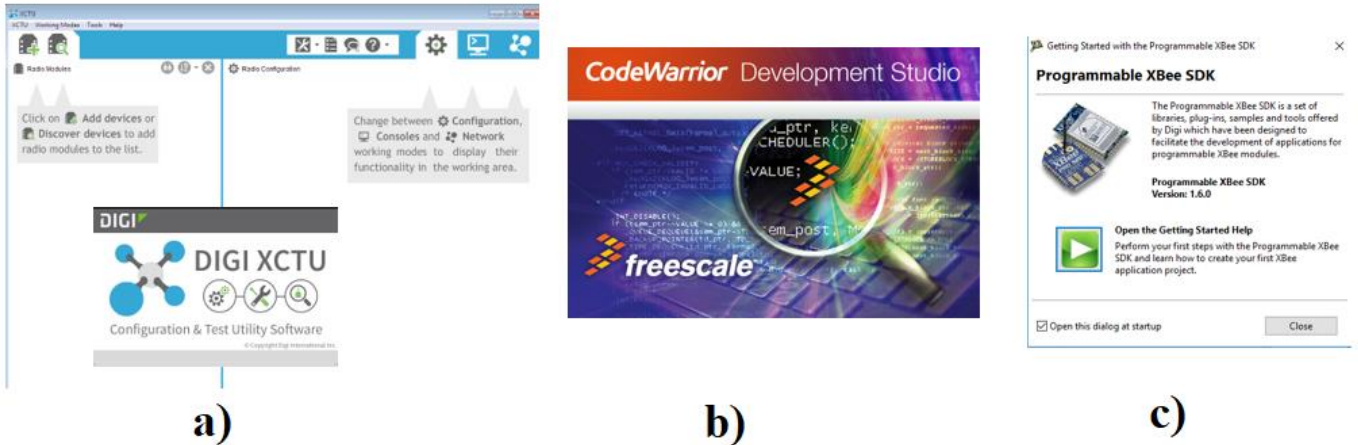 XCTU
XCTU Working Modes Tools Help
Radio Modules
Radio Configuration
Click on Add devices or
Discover devices to add
radio modules to the list.
Change between Configuration,
Consoles and Network
working modes to display their
functionality in the working area.
DIGI
DIGI XCTU
Configuration & Test Utility Software
© Copyright Digi International Inc.
a)
CodeWarrior Development Studio
_ptr,
CHEDULER();
VALUE;
INT_DISABLE();
freescale
b)
Getting Started with the Programmable XBee SDK
Programmable XBee SDK
The Programmable XBee SDK is a set of
libraries, plug-ins, samples and tools offered
by Digi which have been designed to
facilitate the development of applications for
programmable XBee modules.
Programmable XBee SDK
Version: 1.6.0
Open the Getting Started Help
Perform your first steps with the Programmable XBee
SDK and learn how to create your first XBee
application project.
Open this dialog at startup
Close
c)